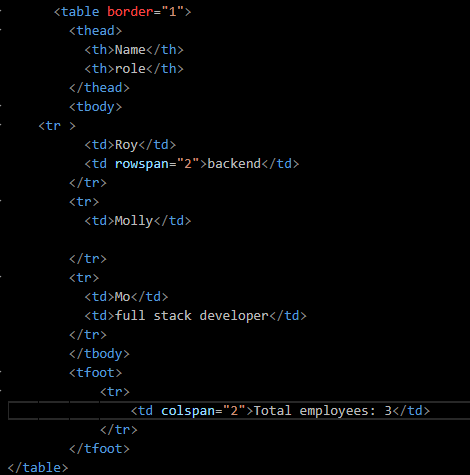 <table border="1">
<thead>
<th>Name</th>
<th>role</th>
</thead>
<tbody>
<tr >
<td>Roy</td>
<td rowspan="2">backend</td>
</tr>
<tr>
<td>Molly</td>
</tr>
<tr>
<td>Mo</td>
<td>full stack developer</td>
</tr>
</tbody>
<tfoot>
<tr>
<td colspan="2">Total employees: 3</td>
</tr>
</tfoot>
</table>